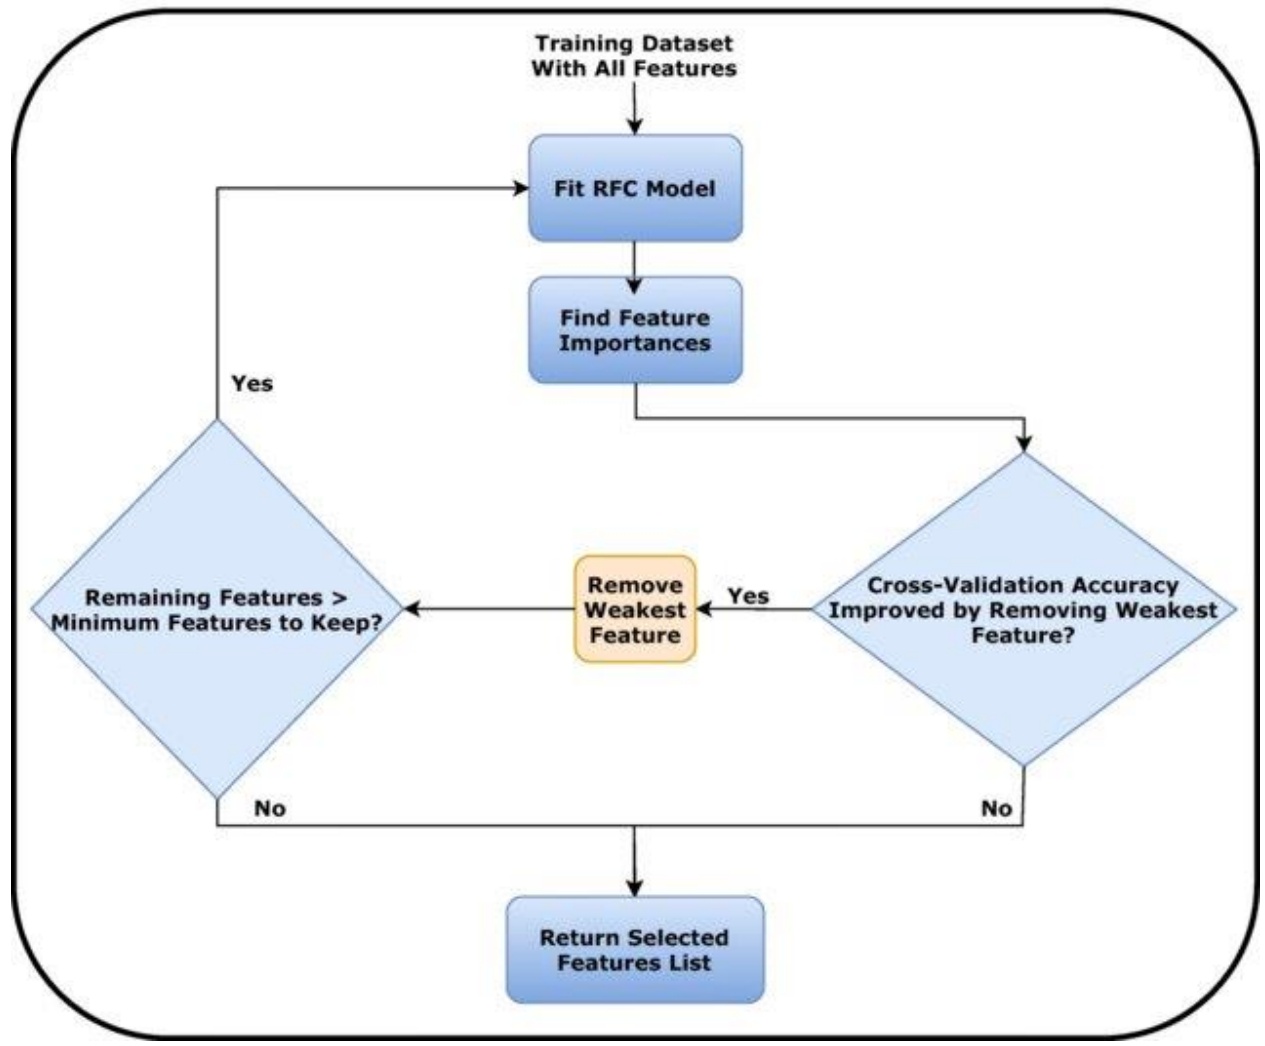 Training Dataset
With All Features
Fit RFC Model
Find Feature
Importances
Yes
Cross-Validation Accuracy
Improved by Removing Weakest
Feature?
Yes
Remove
Weakest
Feature
Remaining Features >
Minimum Features to Keep?
No
No
Return Selected
Features List